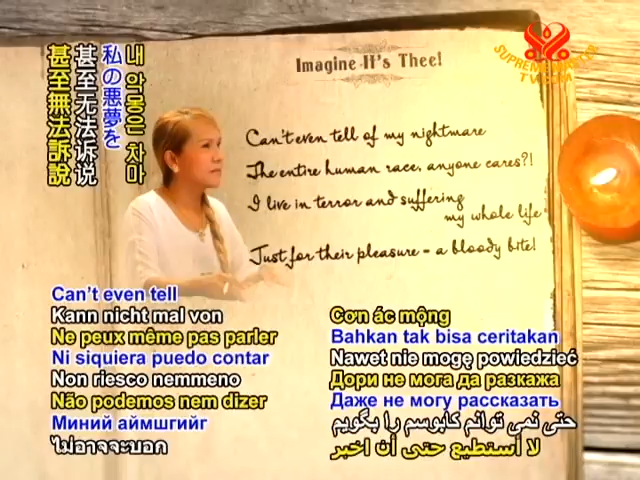 Imagine It's Thee!
SUPREME MASTER
TV.COM
甚至無法訴說
甚至无法诉说
私の悪夢を
내 악몽은 차마
Can't even tell of my nightmare
The entire human race, anyone cares?!
I live in terror and suffering
my whole life
Just for their pleasure - a bloody bite!
Can't even tell
Kann nicht mal von
Ne peux même pas parler
Ni siquiera puedo contar
Non riesco nemmeno
Não podemos nem dizer
Миний аймшгийг
ไม่อาจจะบอก
Cơn ác mộng
Bahkan tak bisa ceritakan
Nawet nie mogę powiedzieć
Дори не мога да разкажа
Даже не могу рассказать
حتی نمی توانم کابوسم را بگویم
لا أستطيع حتى أن اخبر